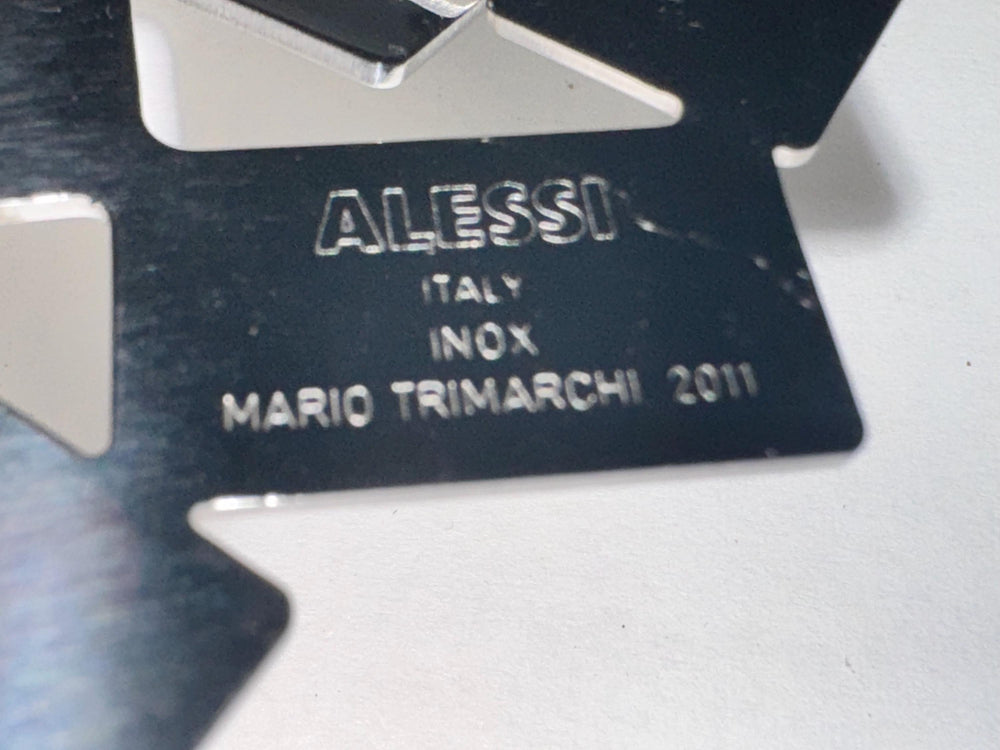 ALESSI
ITALY
INOX
MARIO TRIMARCHI 2011